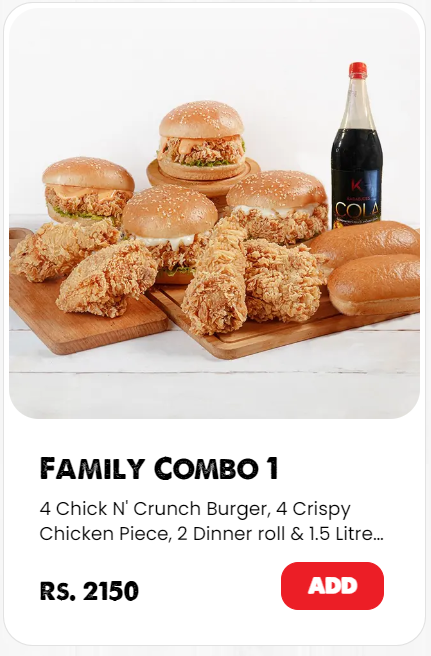 K
COLA
FAMILY COMBO 1
4 Chick N' Crunch Burger, 4 Crispy
Chicken Piece, 2 Dinner roll & 1.5 Litre...
RS. 2150
ADD